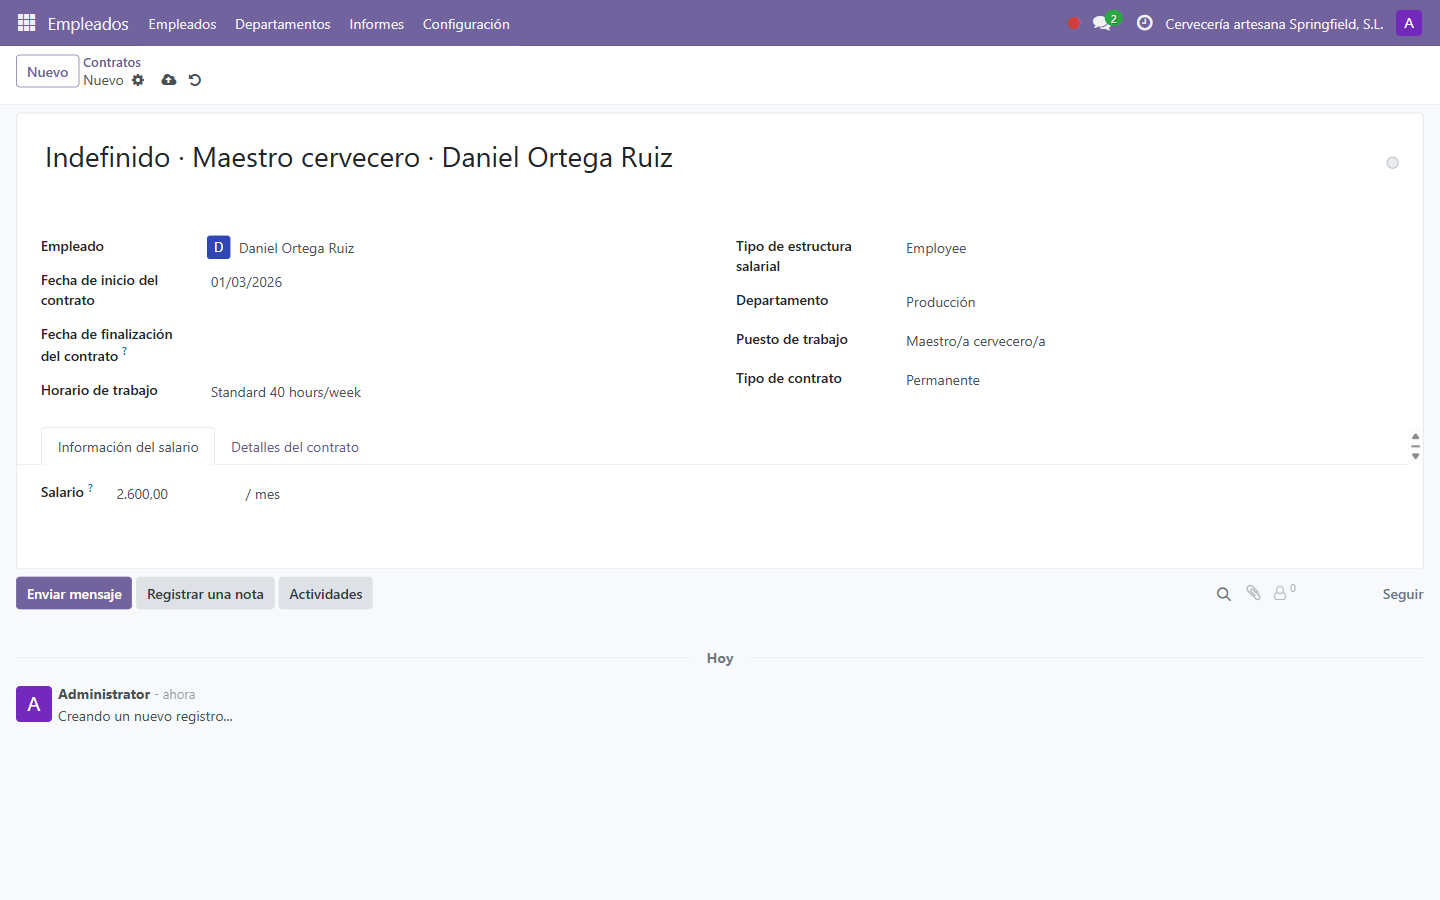 Empleados
Empleados Departamentos Informes Configuración
2
Cervecería artesana Springfield, S.L.
A
Nuevo
Contratos
Nuevo
Indefinido · Maestro cervecero · Daniel Ortega Ruiz
Empleado
D Daniel Ortega Ruiz
Fecha de inicio del
contrato
01/03/2026
Fecha de finalización
del contrato ?
Horario de trabajo
Standard 40 hours/week
Tipo de estructura
salarial
Employee
Departamento
Producción
Puesto de trabajo
Maestro/a cervecero/a
Tipo de contrato
Permanente
Información del salario
Detalles del contrato
Salario ? 2.600,00 / mes
Enviar mensaje
Registrar una nota
Actividades
0
Seguir
Hoy
A
Administrator - ahora
Creando un nuevo registro...